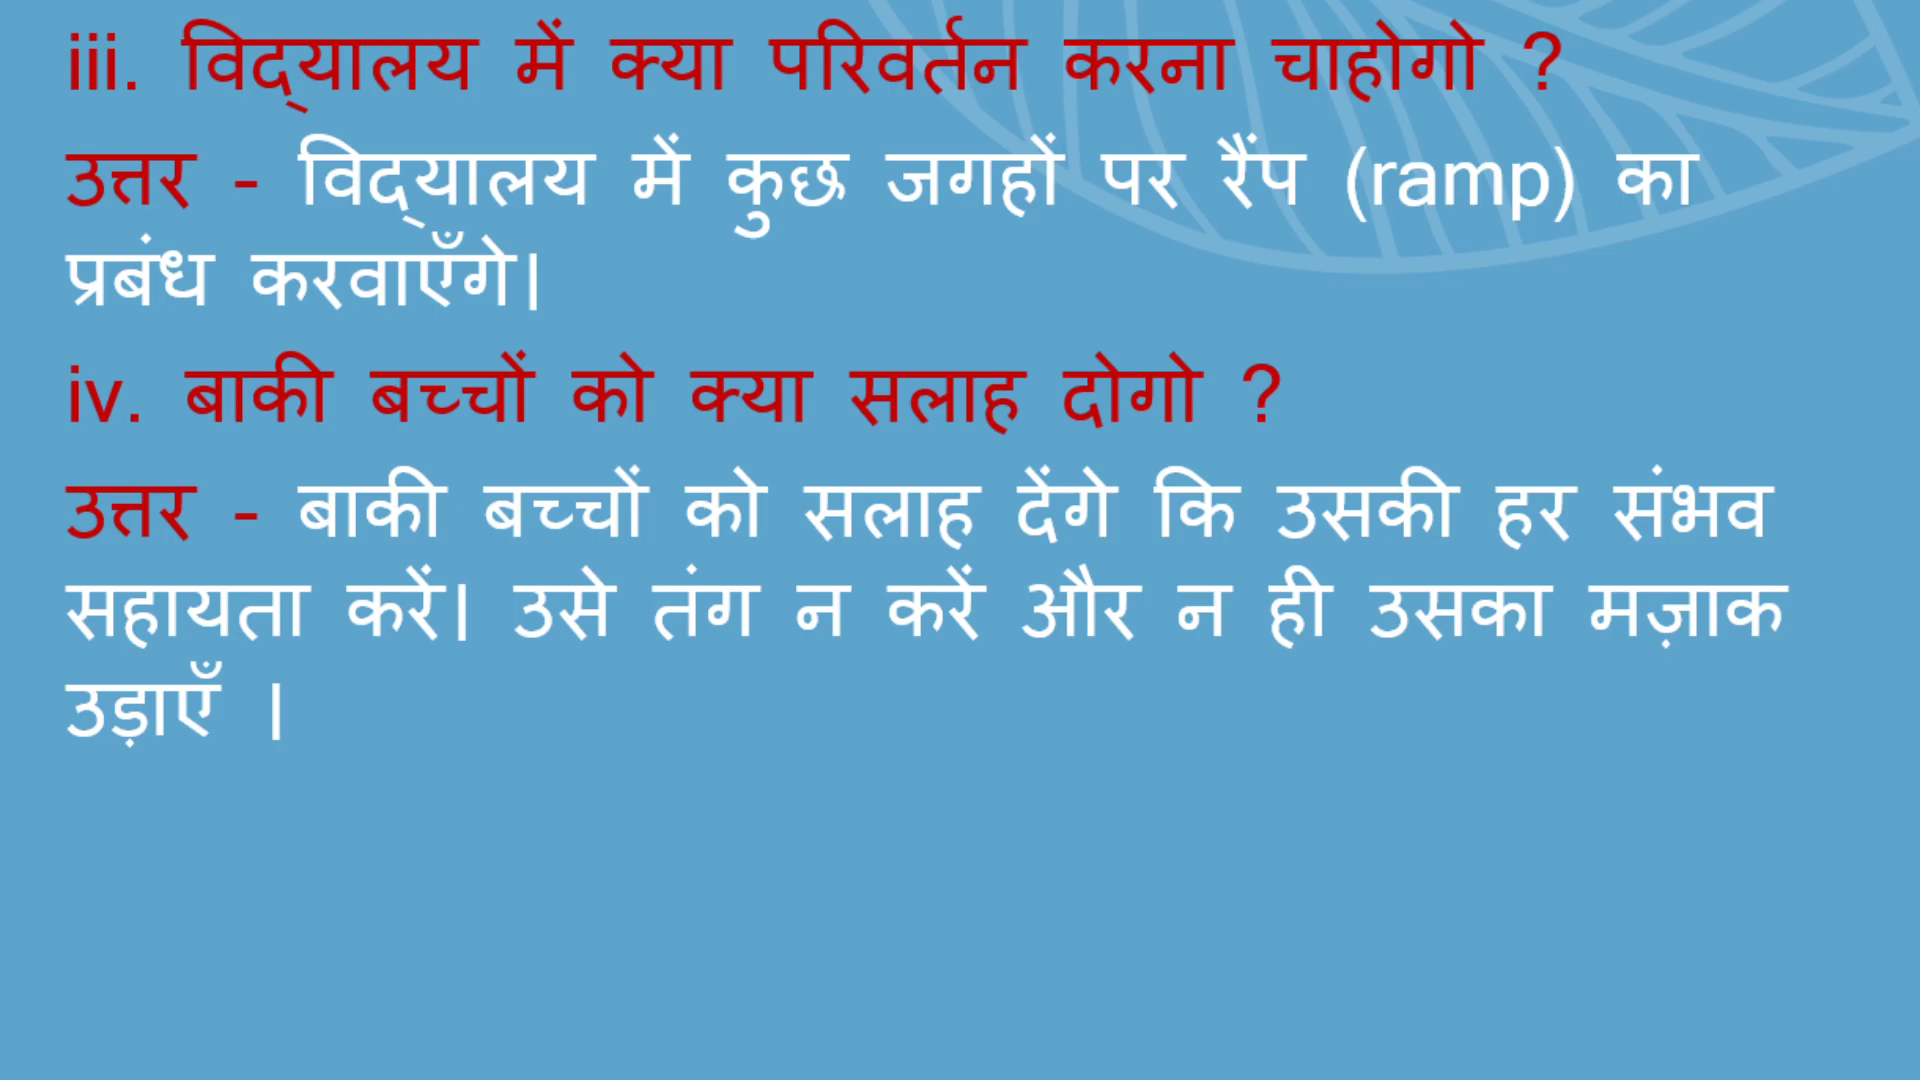 iii. विद्‌यालय में क्या परिवर्तन करना चाहोगो ?
उत्तर - विद्‌यालय में कुछ जगहों पर रैंप (ramp) का
प्रबंध करवाएँगे।
iv. बाकी बच्चों को क्या सलाह दोगो ?
उत्तर - बाकी बच्चों को सलाह देंगे कि उसकी हर संभव
सहायता करें। उसे तंग न करें और न ही उसका मज़ाक
उड़ाएँ ।